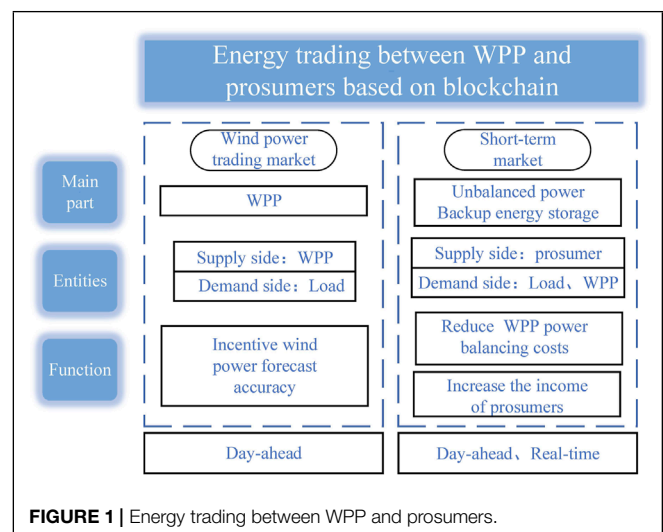 Energy trading between WPP and
prosumers based on blockchain
Wind power
trading market
Short-term
market
Main
part
WPP
Unbalanced power
Backup energy storage
Entities
Supply side：WPP
Demand side：Load
Supply side：prosumer
Demand side：Load、WPP
Function
Incentive wind
power forecast
accuracy
Reduce WPP power
balancing costs
Increase the income
of prosumers
Day-ahead
Day-ahead、Real-time
FIGURE 1 | Energy trading between WPP and prosumers.